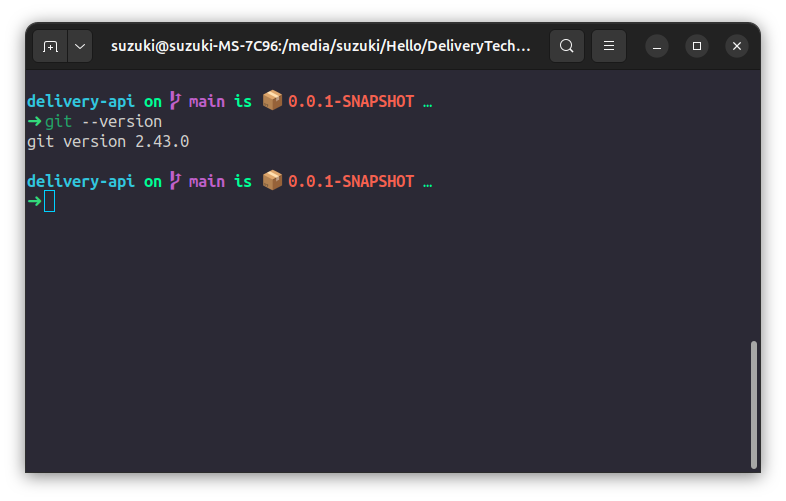 suzuki@suzuki-MS-7C96:/media/suzuki/Hello/DeliveryTech…
delivery-api on main is 📦 0.0.1-SNAPSHOT …
➜ git --version
git version 2.43.0
delivery-api on main is 📦 0.0.1-SNAPSHOT …
➜